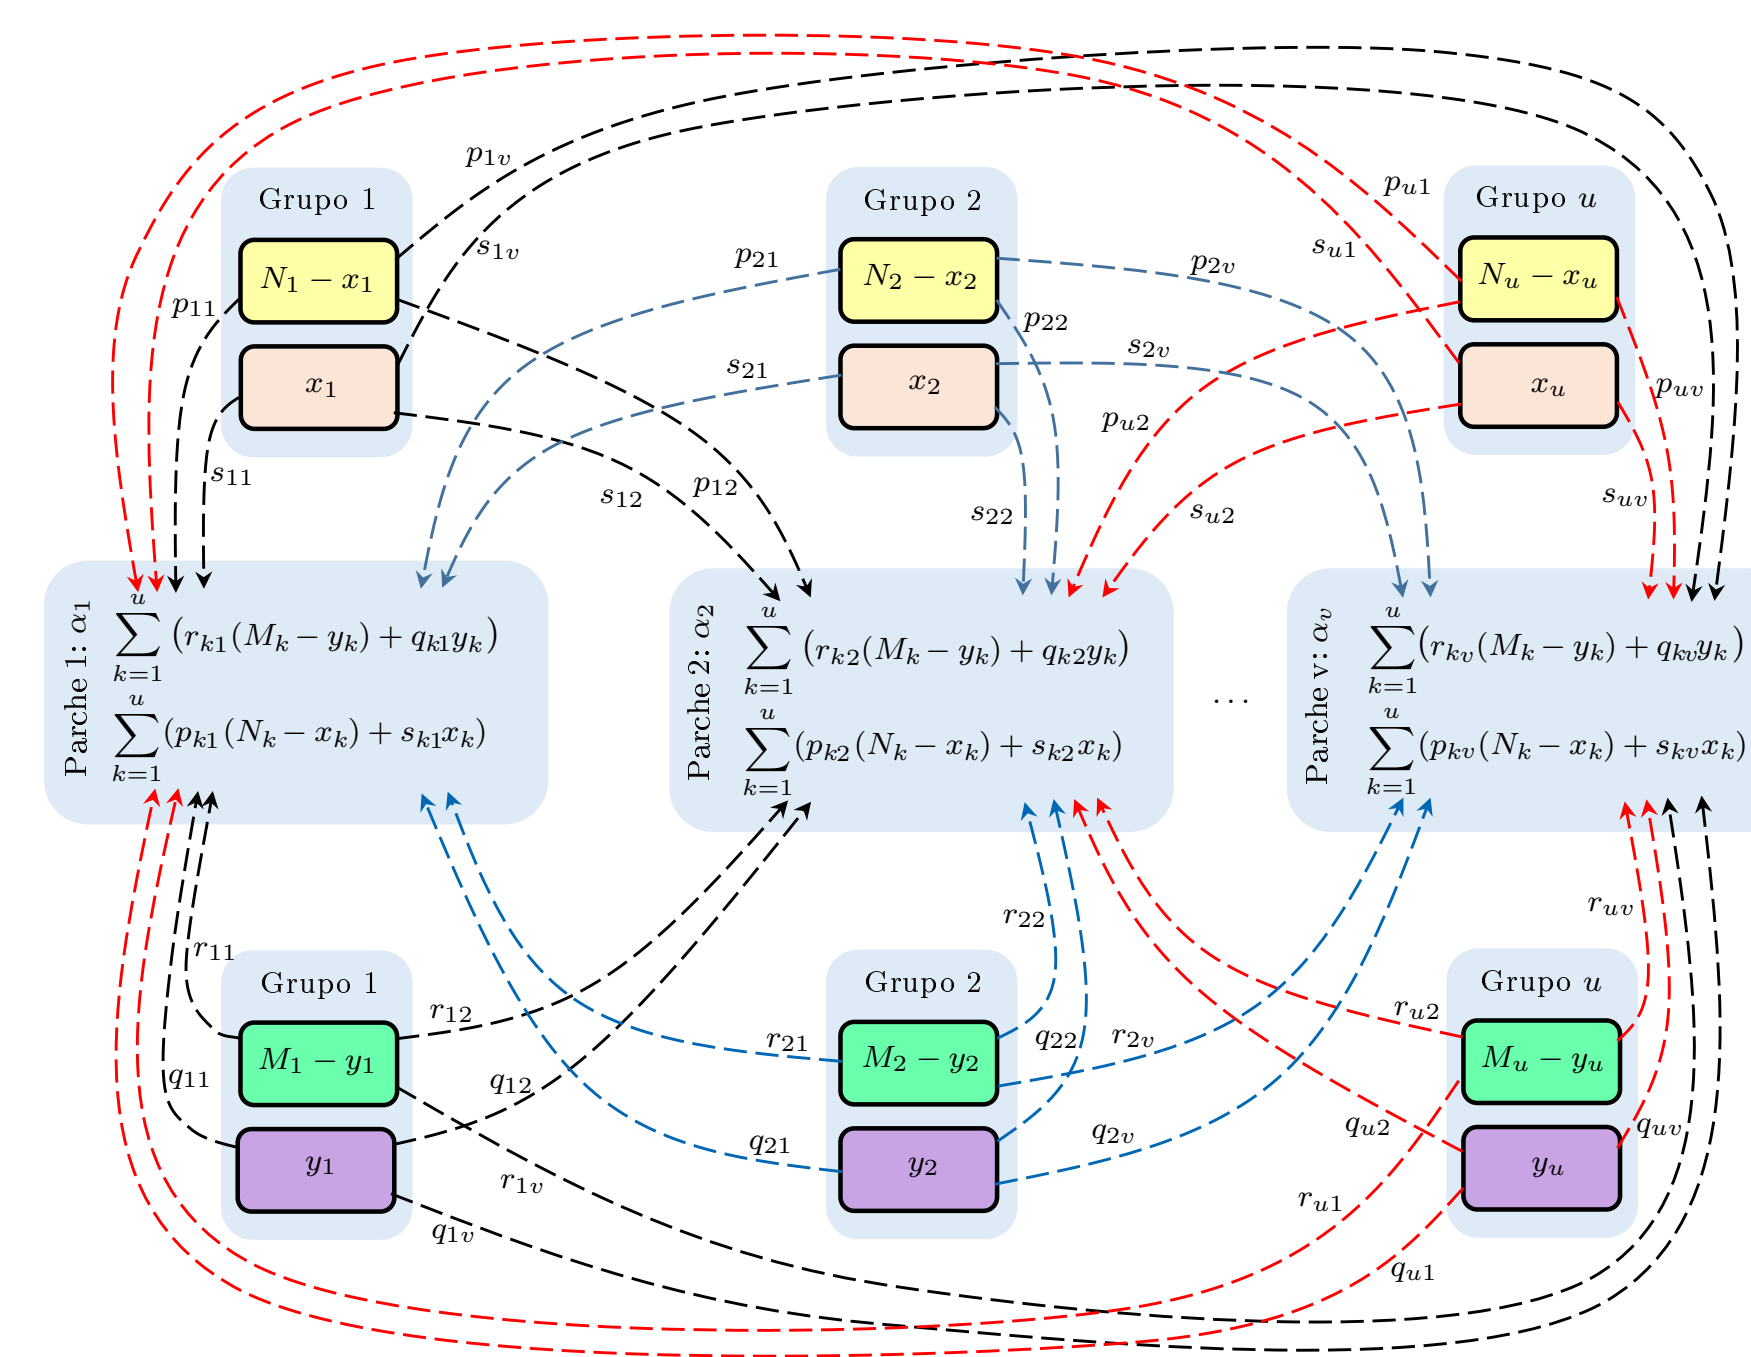 p_{1v}
p_{u1}
Grupo 1
Grupo 2
Grupo u
s_{1v}
p_{21}
p_{2v}
s_{u1}
N_1 − x_1
N_2 − x_2
N_u − x_u
p_{11}
p_{22}
s_{21}
s_{2v}
x_1
x_2
x_u
p_{uv}
p_{u2}
s_{11}
s_{12}
p_{12}
s_{22}
s_{u2}
s_{uv}
Parche 1: α_1
\sum_{k=1}^{u} (r_{k1}(M_k − y_k) + q_{k1}y_k)
\sum_{k=1}^{u} (p_{k1}(N_k − x_k) + s_{k1}x_k)
Parche 2: α_2
\sum_{k=1}^{u} (r_{k2}(M_k − y_k) + q_{k2}y_k)
\sum_{k=1}^{u} (p_{k2}(N_k − x_k) + s_{k2}x_k)
...
Parche v: α_v
\sum_{k=1}^{u} (r_{kv}(M_k − y_k) + q_{kv}y_k)
\sum_{k=1}^{u} (p_{kv}(N_k − x_k) + s_{kv}x_k)
r_{11}
r_{22}
r_{uv}
Grupo 1
Grupo 2
Grupo u
r_{12}
r_{21}
q_{22}
r_{2v}
r_{u2}
M_1 − y_1
M_2 − y_2
M_u − y_u
q_{11}
q_{12}
q_{21}
q_{2v}
q_{u2}
q_{uv}
y_1
y_2
y_u
r_{1v}
r_{u1}
q_{1v}
q_{u1}